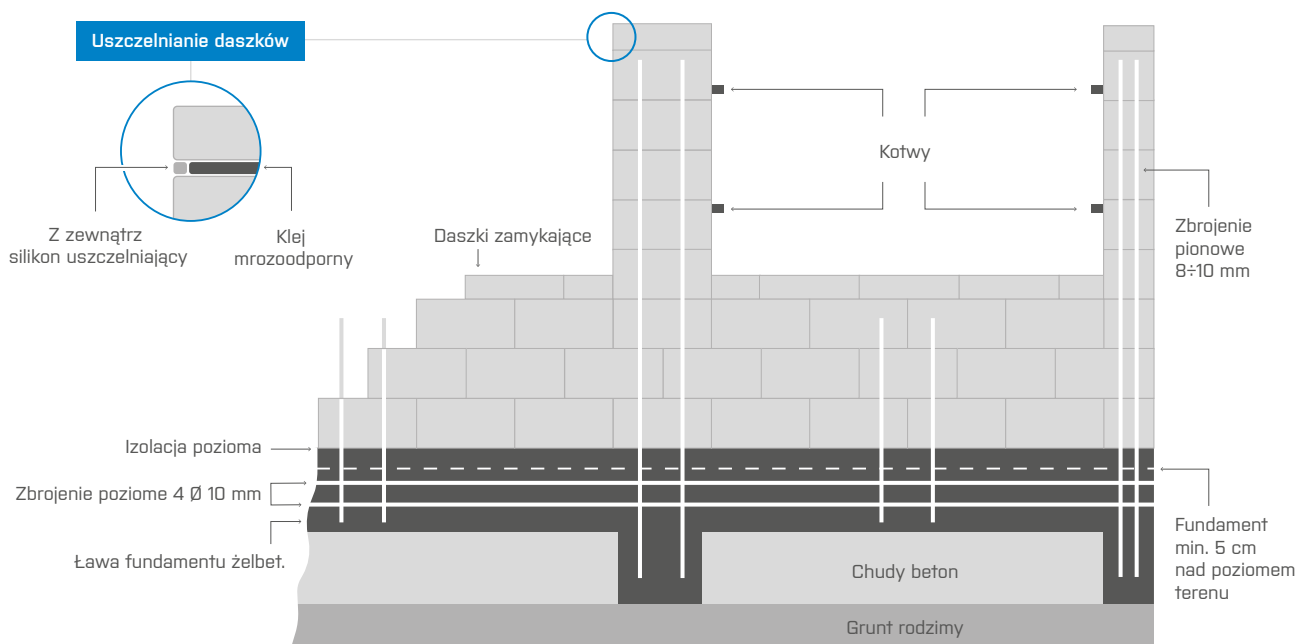 Uszczelnianie daszków
Z zewnątrz
silikon uszczelniający
Klej
mrozoodporny
Daszki zamykające
Kotwy
Zbrojenie
pionowe
8÷10 mm
Izolacja pozioma
Zbrojenie poziome 4 Ø 10 mm
Ława fundamentu żelbet.
Fundament
min. 5 cm
nad poziomem
terenu
Chudy beton
Grunt rodzimy